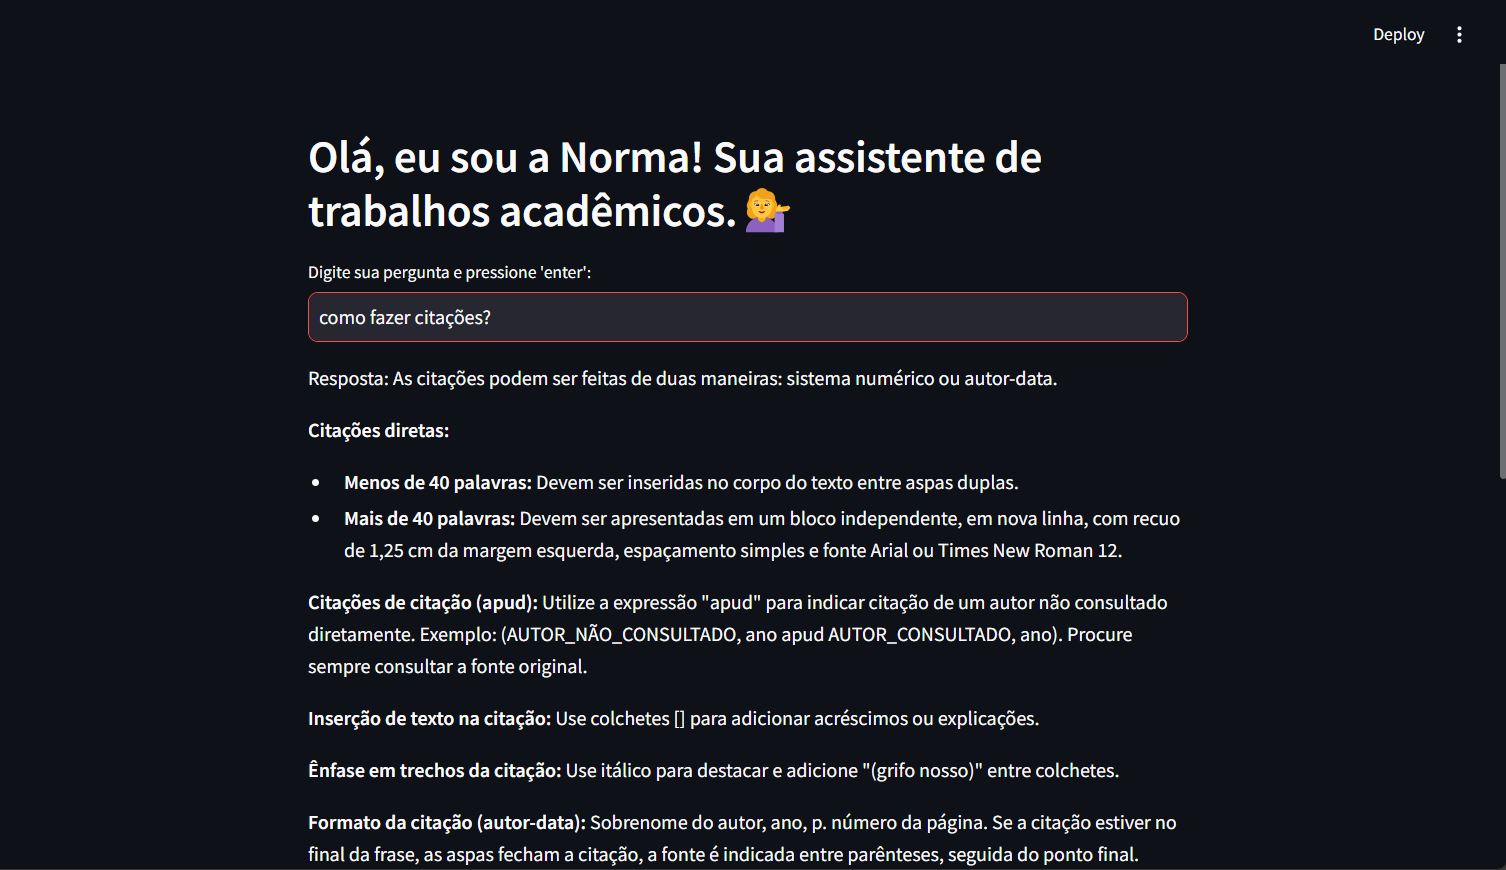 Deploy
Olá, eu sou a Norma! Sua assistente de
trabalhos acadêmicos.
Digite sua pergunta e pressione 'enter':
como fazer citações?
Resposta: As citações podem ser feitas de duas maneiras: sistema numérico ou autor-data.
Citações diretas:
• Menos de 40 palavras: Devem ser inseridas no corpo do texto entre aspas duplas.
• Mais de 40 palavras: Devem ser apresentadas em um bloco independente, em nova linha, com recuo
de 1,25 cm da margem esquerda, espaçamento simples e fonte Arial ou Times New Roman 12.
Citações de citação (apud): Utilize a expressão "apud" para indicar citação de um autor não consultado
diretamente. Exemplo: (AUTOR_NÃO_CONSULTADO, ano apud AUTOR_CONSULTADO, ano). Procure
sempre consultar a fonte original.
Inserção de texto na citação: Use colchetes [] para adicionar acréscimos ou explicações.
Ênfase em trechos da citação: Use itálico para destacar e adicione "(grifo nosso)" entre colchetes.
Formato da citação (autor-data): Sobrenome do autor, ano, p. número da página. Se a citação estiver no
final da frase, as aspas fecham a citação, a fonte é indicada entre parênteses, seguida do ponto final.